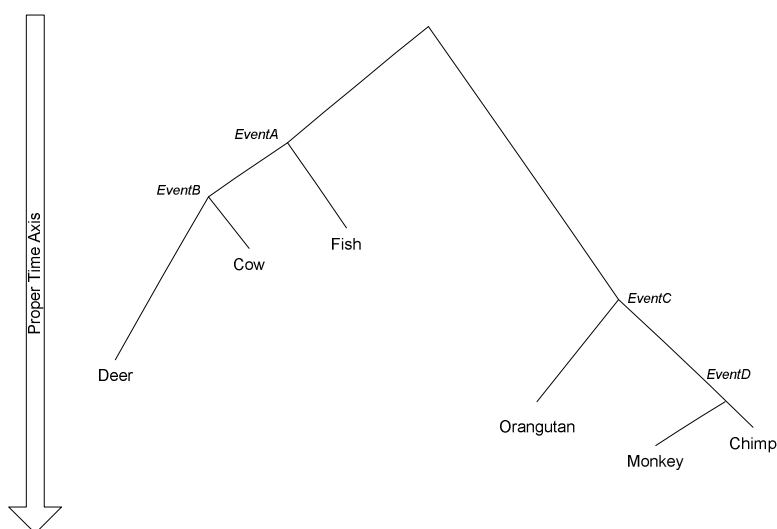 Proper Time Axis
EventA
EventB
Fish
Cow
EventC
Deer
EventD
Orangutan
Chimp
Monkey